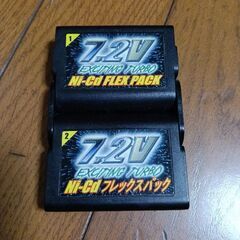 1
7.2V
EXCITING TURBO
Ni-Cd FLEX PACK
2
7.2V
EXCITING TURBO
Ni-Cd フレックスパック